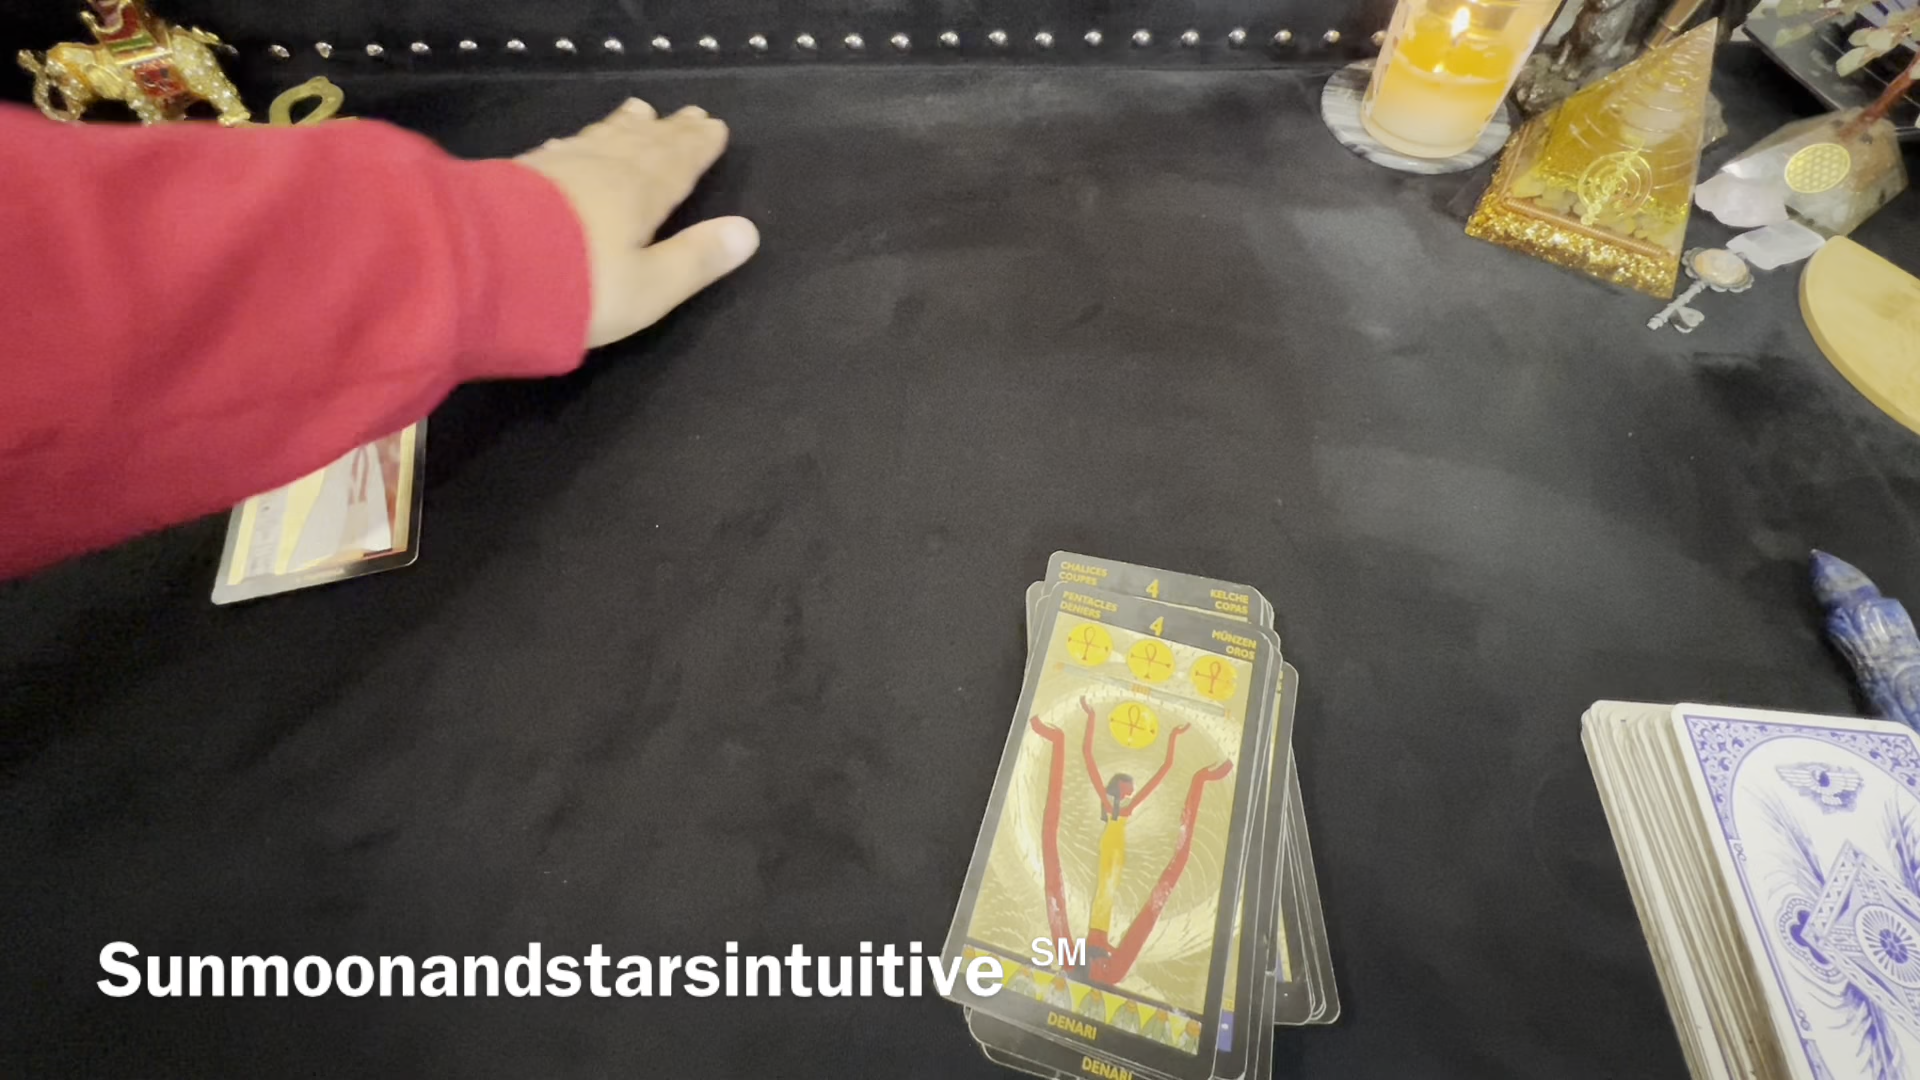 CHALICES
COUPES
4
KELCHE
COPAS
PENTACLES
DENIERS
4
MÜNZEN
OROS
DENARI
DENARI
Sunmoonandstarsintuitive SM